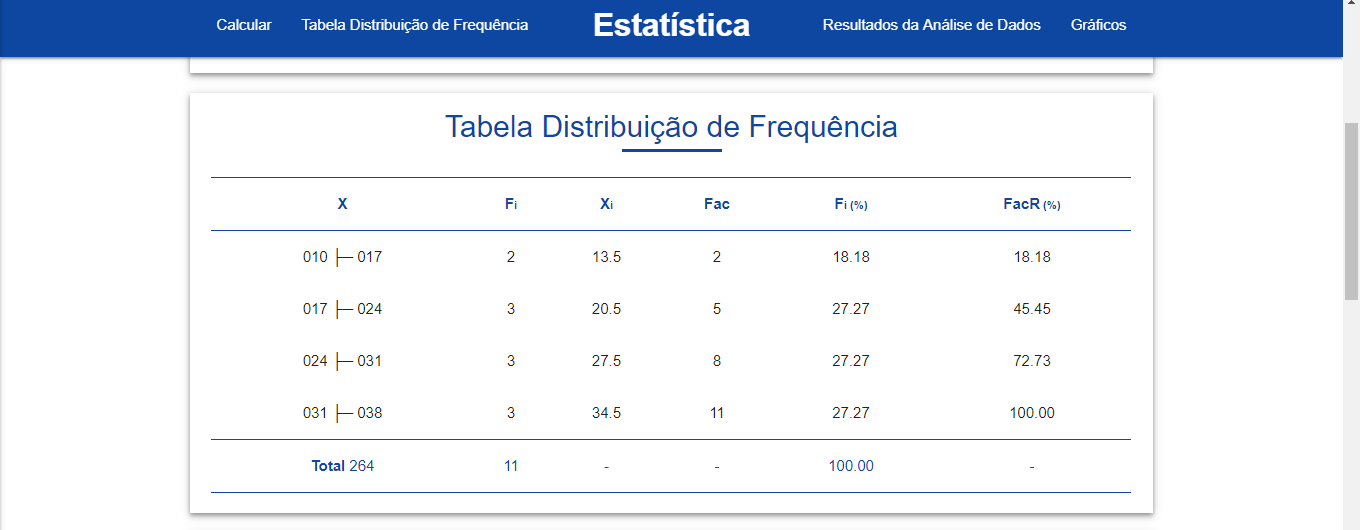 Calcular Tabela Distribuição de Frequência Estatística Resultados da Análise de Dados Gráficos
Tabela Distribuição de Frequência
X Fi Xi Fac Fi (%) FacR (%)
010 ├─ 017 2 13.5 2 18.18 18.18
017 ├─ 024 3 20.5 5 27.27 45.45
024 ├─ 031 3 27.5 8 27.27 72.73
031 ├─ 038 3 34.5 11 27.27 100.00
Total 264 11 - - 100.00 -